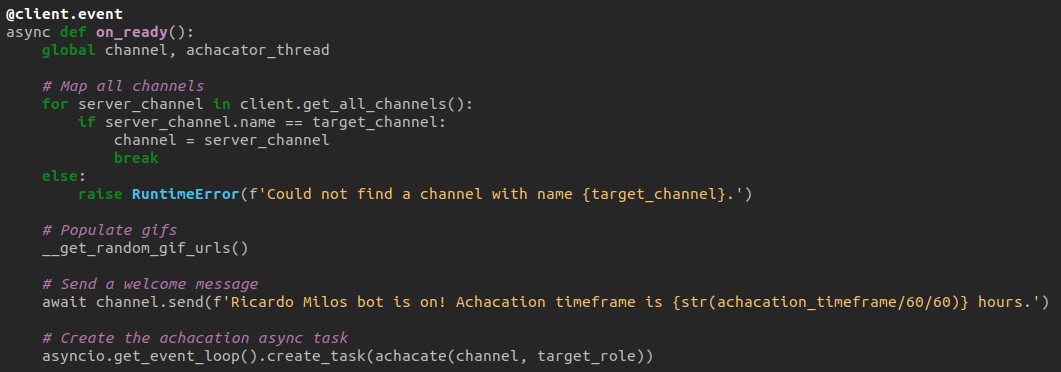 @client.event
async def on_ready():
    global channel, achacator_thread

    # Map all channels
    for server_channel in client.get_all_channels():
        if server_channel.name == target_channel:
            channel = server_channel
            break
    else:
        raise RuntimeError(f'Could not find a channel with name {target_channel}.')

    # Populate gifs
    __get_random_gif_urls()

    # Send a welcome message
    await channel.send(f'Ricardo Milos bot is on! Achacation timeframe is {str(achacation_timeframe/60/60)} hours.')

    # Create the achacation async task
    asyncio.get_event_loop().create_task(achacate(channel, target_role))